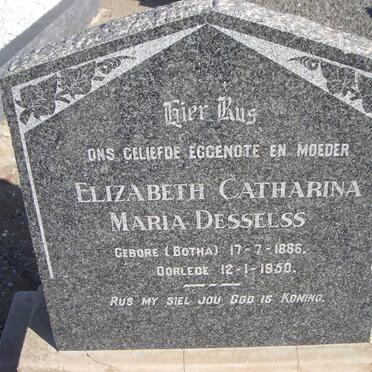 Hier Rus
ONS GELIEFDE EGGENOTE EN MOEDER
ELIZABETH CATHARINA
MARIA DESSELSS
GEBORE (BOTHA) 17-7-1886.
OORLEDE 12-1-1950.
RUS MY SIEL JOU GOD IS KONING.